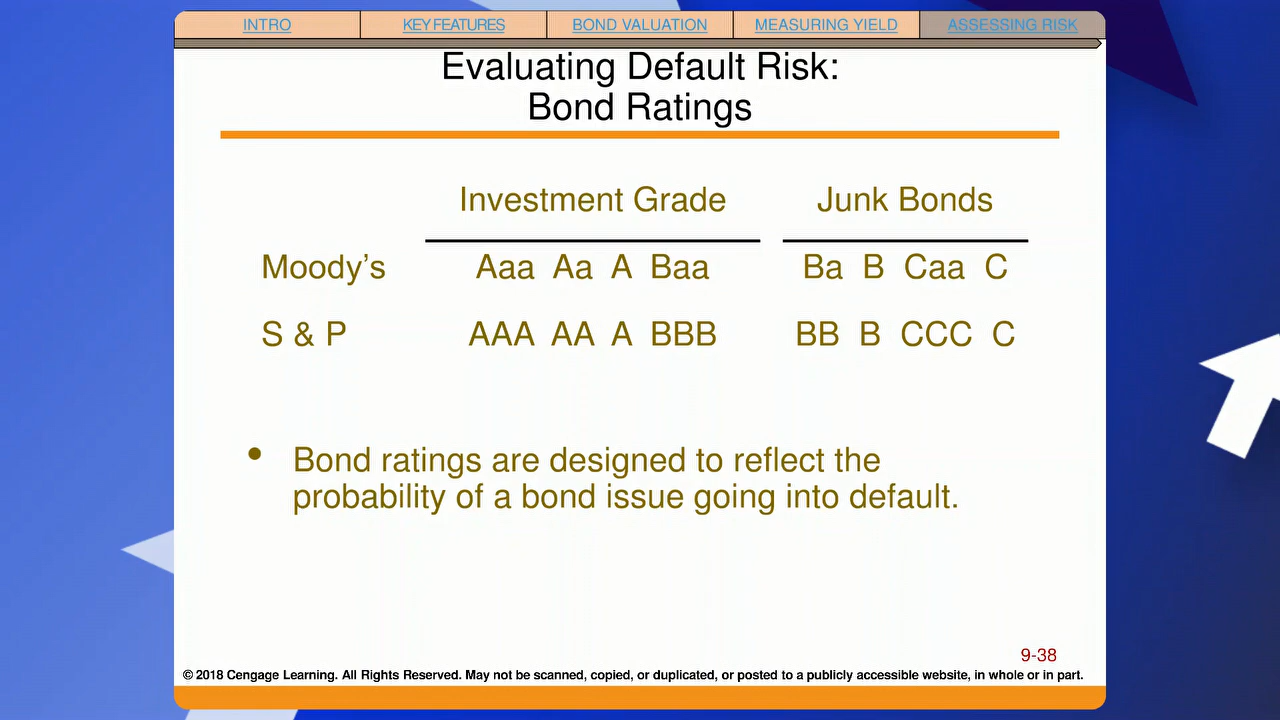 INTRO KEY FEATURES BOND VALUATION MEASURING YIELD ASSESSING RISK
Evaluating Default Risk:
Bond Ratings
Investment Grade Junk Bonds
Moody’s Aaa Aa A Baa Ba B Caa C
S & P AAA AA A BBB BB B CCC C
• Bond ratings are designed to reflect the
probability of a bond issue going into default.
9-38
© 2018 Cengage Learning. All Rights Reserved. May not be scanned, copied, or duplicated, or posted to a publicly accessible website, in whole or in part.